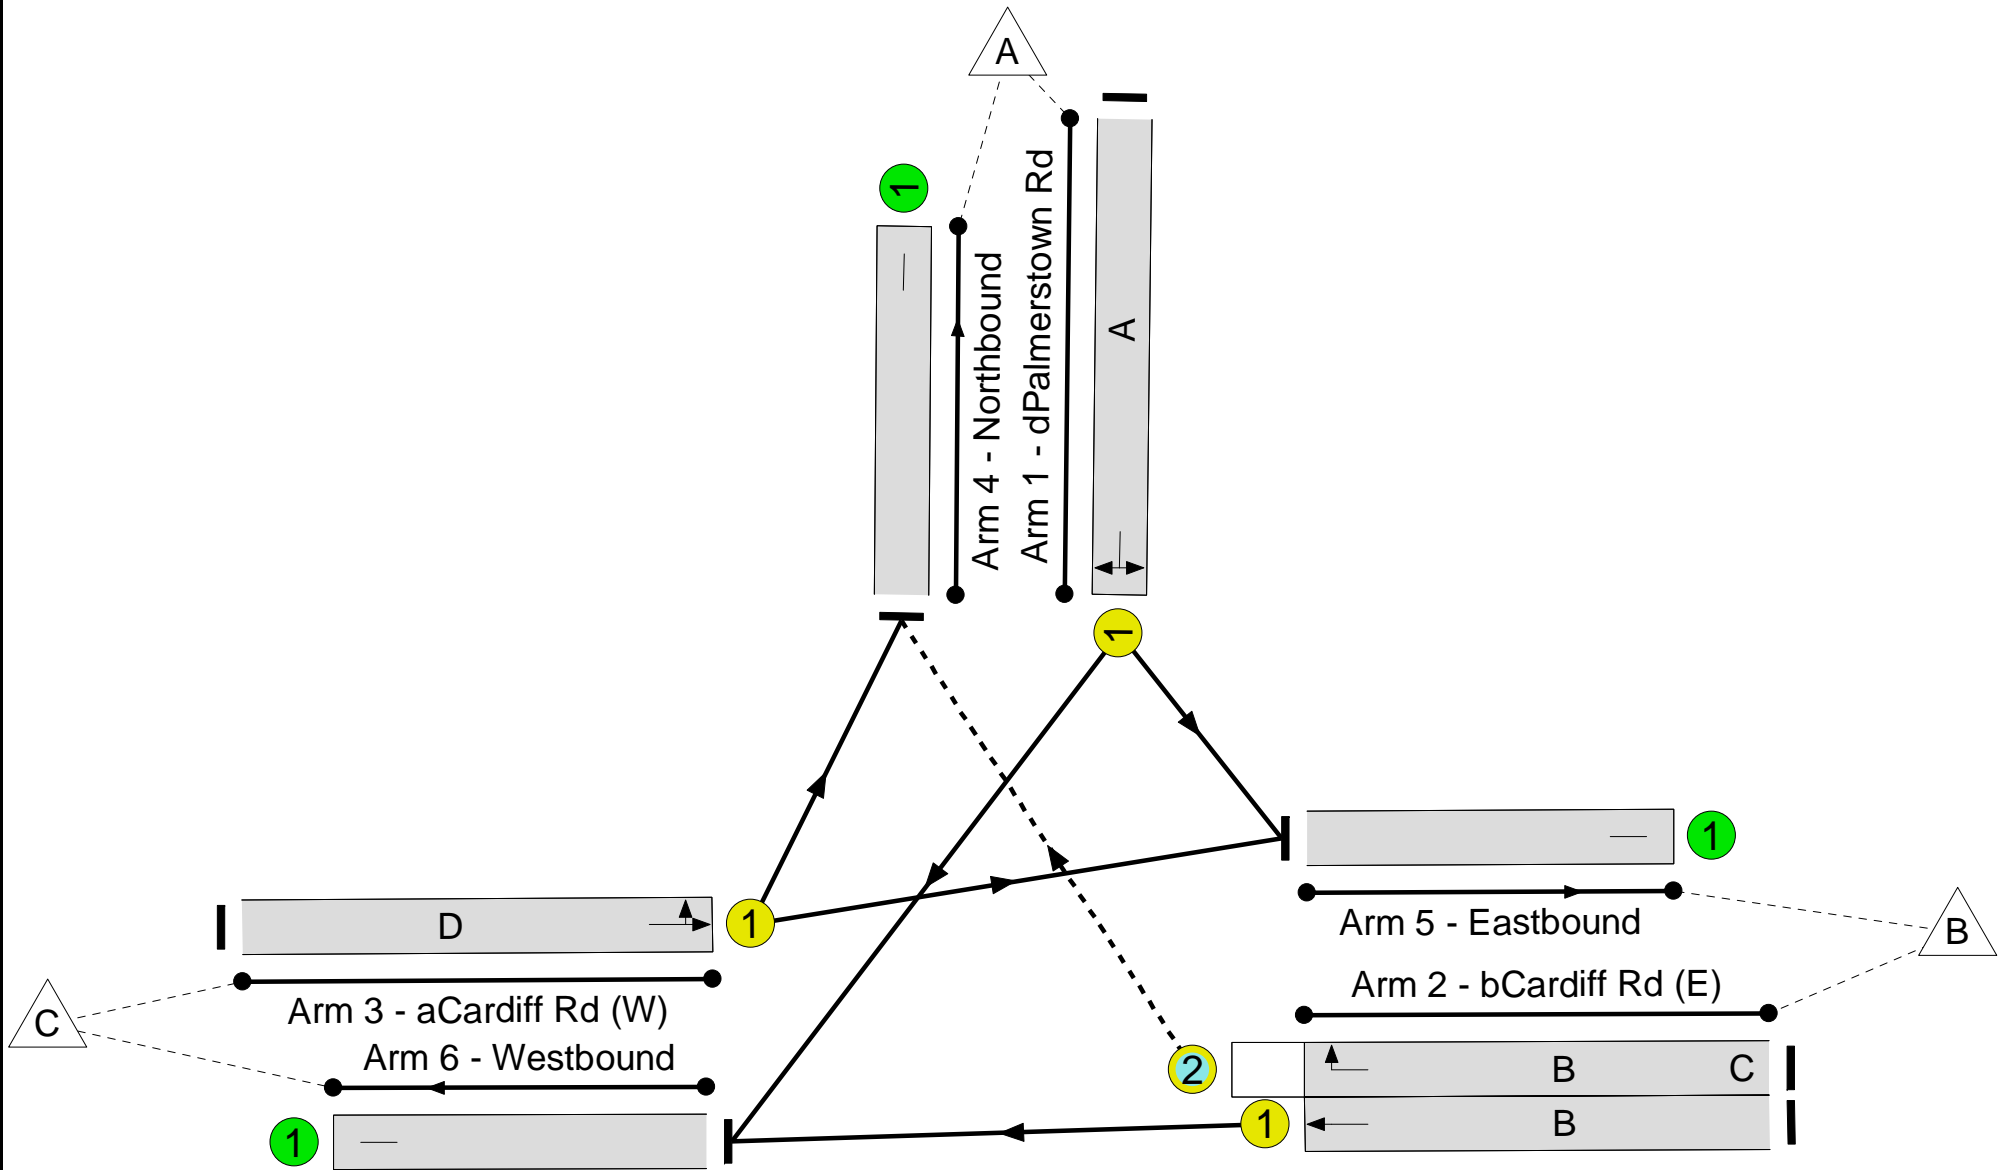 A
1
Arm 4 - Northbound
Arm 1 - dPalmerstown Rd
A
1
1
Arm 5 - Eastbound
B
D
1
Arm 2 - bCardiff Rd (E)
C
Arm 3 - aCardiff Rd (W)
Arm 6 - Westbound
2
B
C
1
1
B